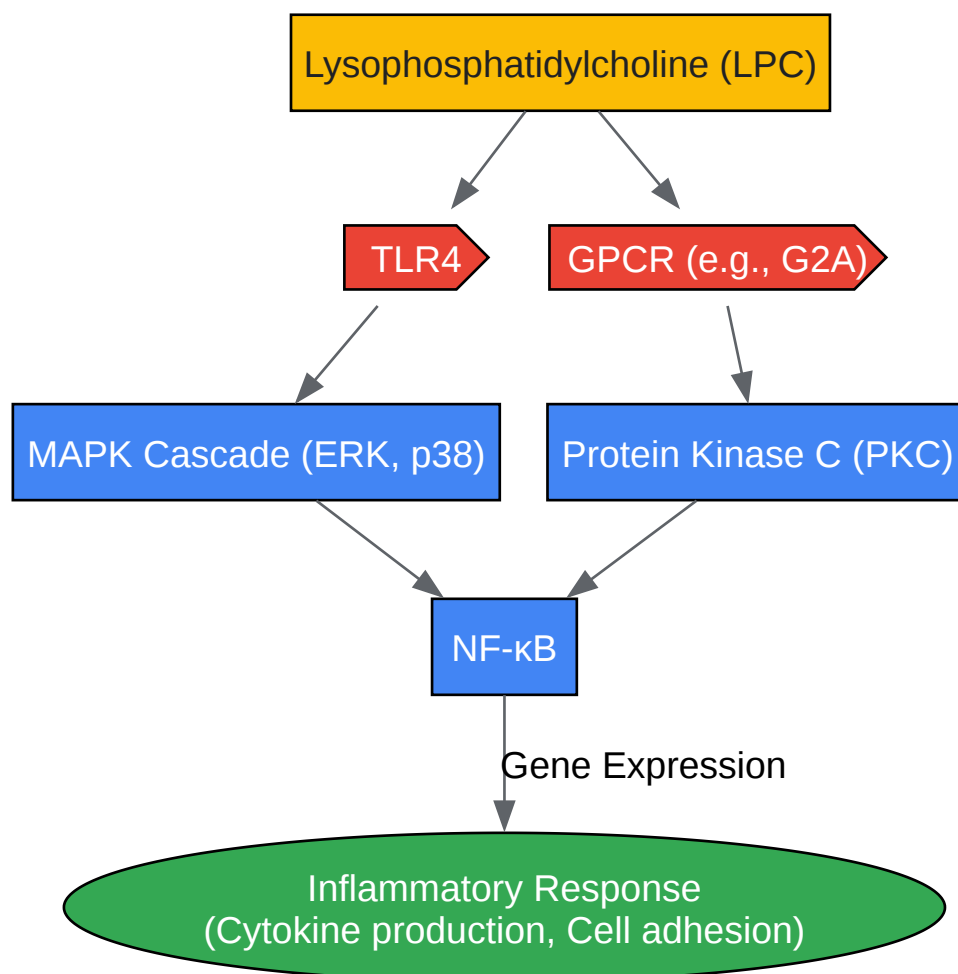 Lysophosphatidylcholine (LPC)
TLR4
GPCR (e.g., G2A)
MAPK Cascade (ERK, p38)
Protein Kinase C (PKC)
NF-κB
Gene Expression
Inflammatory Response
(Cytokine production, Cell adhesion)